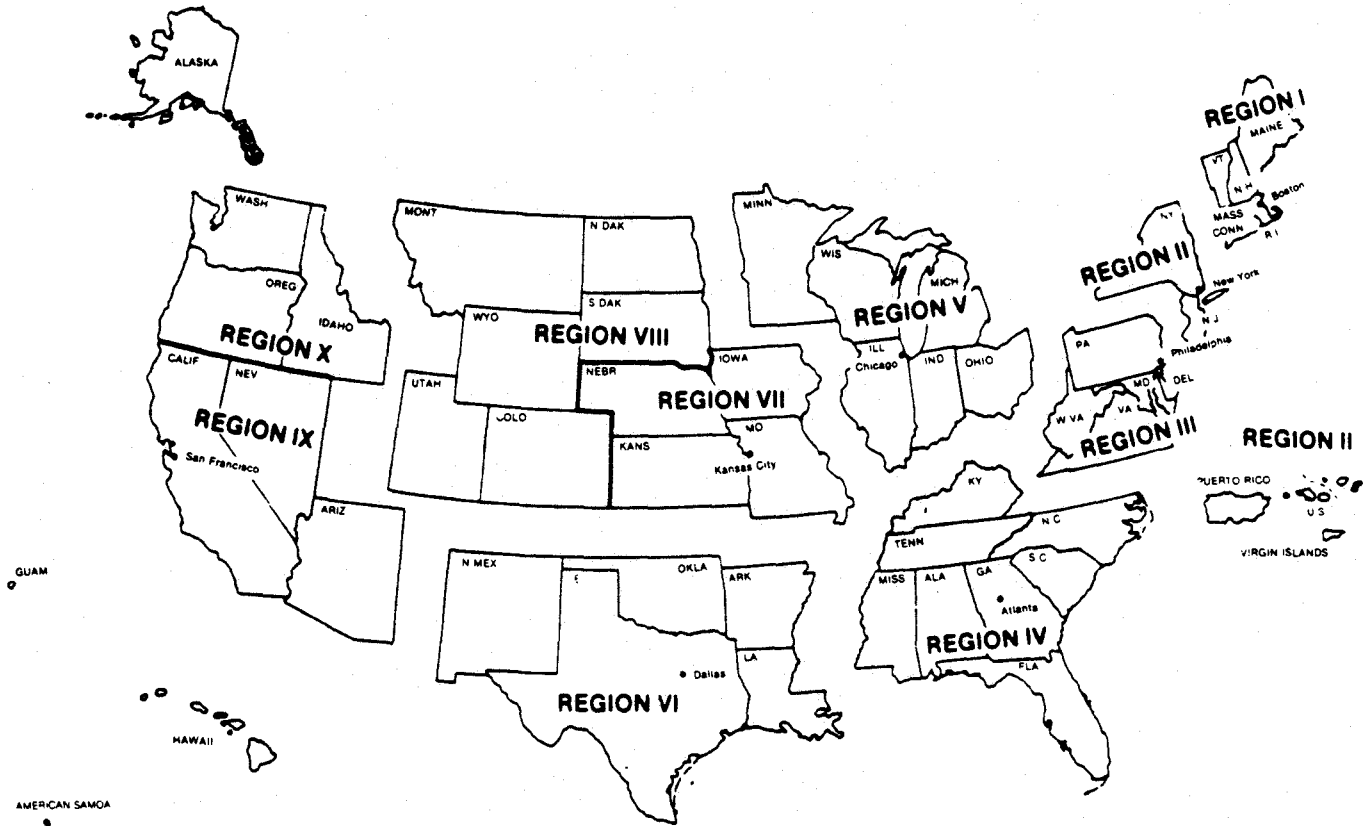 ALASKA
REGION I
MAINE
VT
N H
Boston
MASS
CONN
R I
WASH
MONT
N DAK
MINN
NY
REGION II
New York
N J
OREG
IDAHO
REGION X
WYO
S DAK
REGION VIII
WIS
MICH
REGION V
PA
Philadelphia
MD
DEL
W VA
VA
REGION III
CALIF
NEV
REGION IX
San Francisco
UTAH
COLO
NEBR
IOWA
REGION VII
KANS
MO
Kansas City
ILL
Chicago
IND
OHIO
KY
REGION II
PUERTO RICO
U S
VIRGIN ISLANDS
ARIZ
GUAM
N MEX
OKLA
ARK
TENN
N C
S C
MISS
ALA
GA
Atlanta
REGION IV
FLA
LA
Dallas
REGION VI
HAWAII
AMERICAN SAMOA